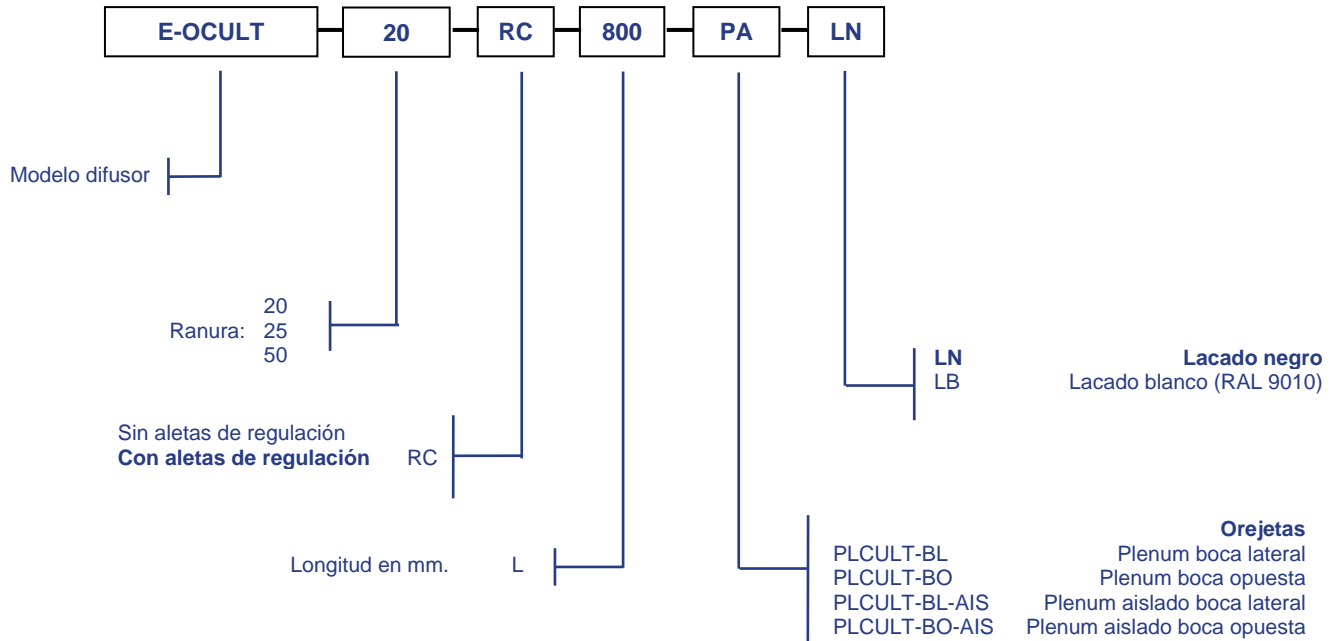 E-OCULT 20 RC 800 PA LN
Modelo difusor
20
Ranura: 25
50
LN Lacado negro
LB Lacado blanco (RAL 9010)
Sin aletas de regulación
Con aletas de regulación RC
Orejetas
Longitud en mm. L
PLCULT-BL Plenum boca lateral
PLCULT-BO Plenum boca opuesta
PLCULT-BL-AIS Plenum aislado boca lateral
PLCULT-BO-AIS Plenum aislado boca opuesta